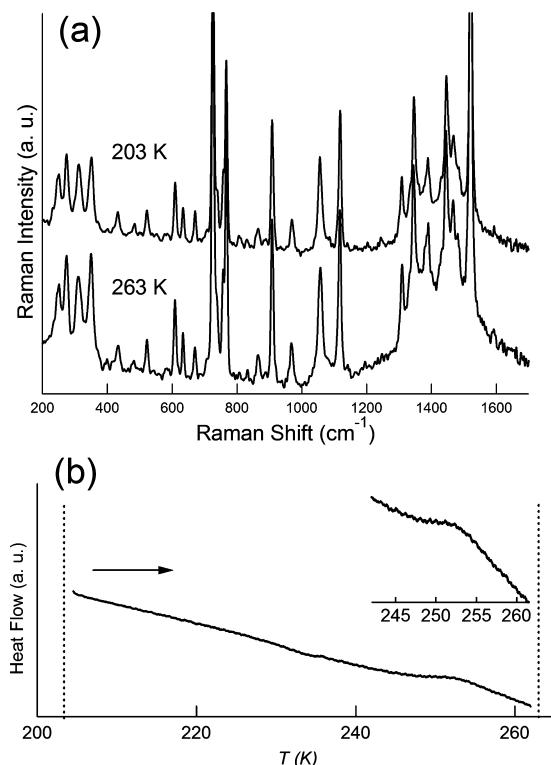 (a)
Raman Intensity (a. u.)
203 K
263 K
200 400 600 800 1000 1200 1400 1600
Raman Shift (cm⁻¹)
(b)
Heat Flow (a. u.)
245 250 255 260
200 220 240 260
T (K)